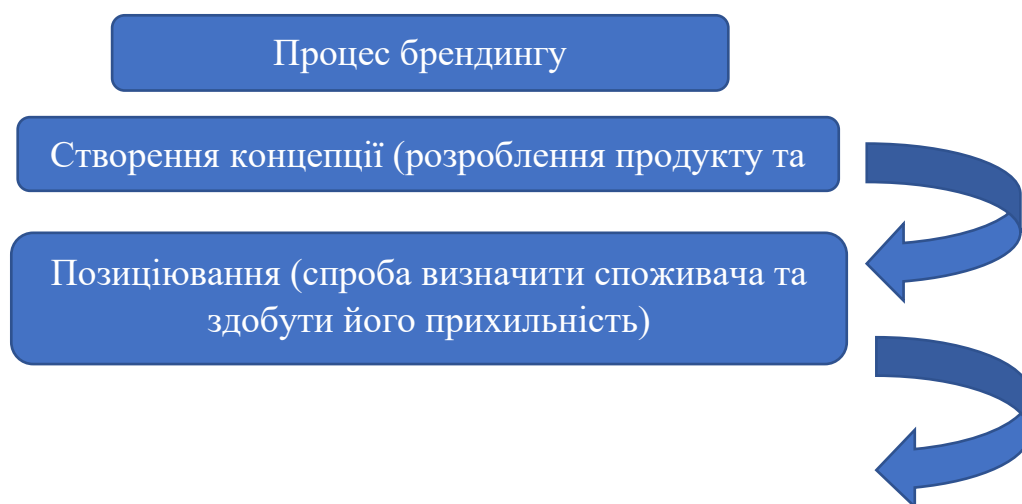 Процес брендингу
Створення концепції (розроблення продукту та
Позиціювання (спроба визначити споживача та
здобути його прихильність)